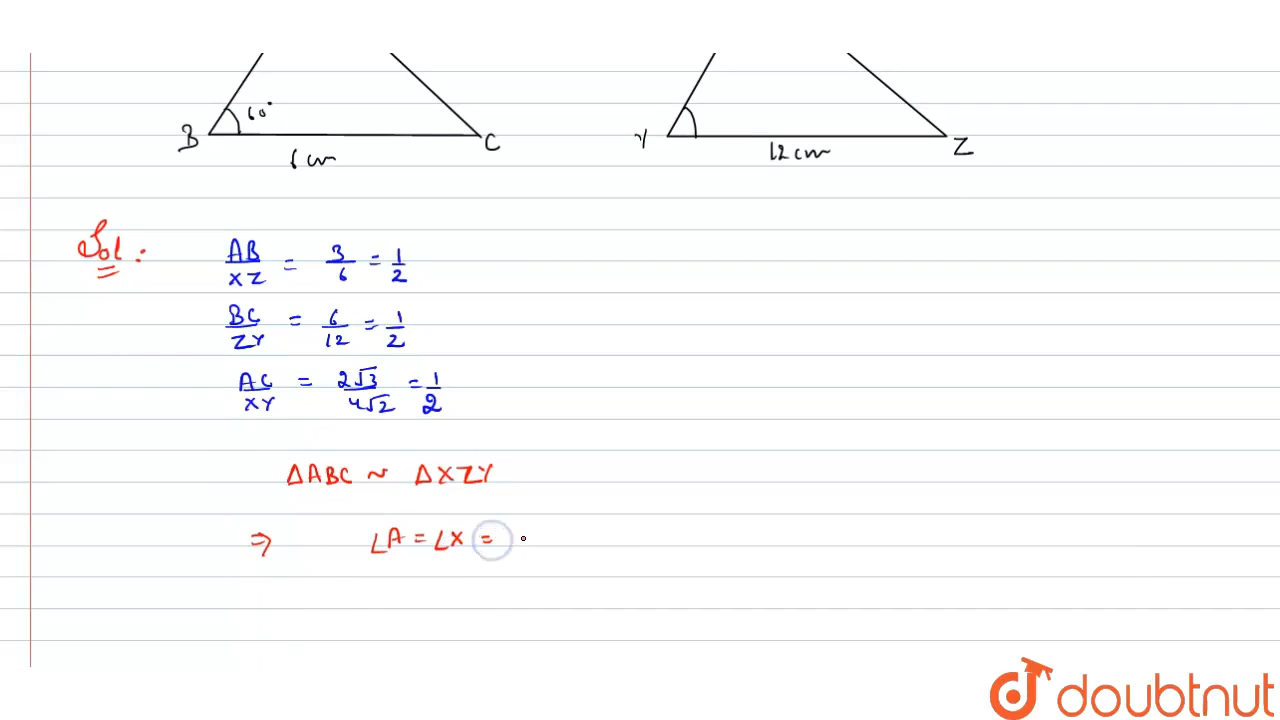 60°
B C
6 cm
Y Z
12 cm
Sol :
AB/XZ = 3/6 = 1/2
BC/ZY = 6/12 = 1/2
AC/XY = 2√3/4√2 = 1/2
ΔABC ~ ΔXZY
⇒ ∠A = ∠X =
doubtnut